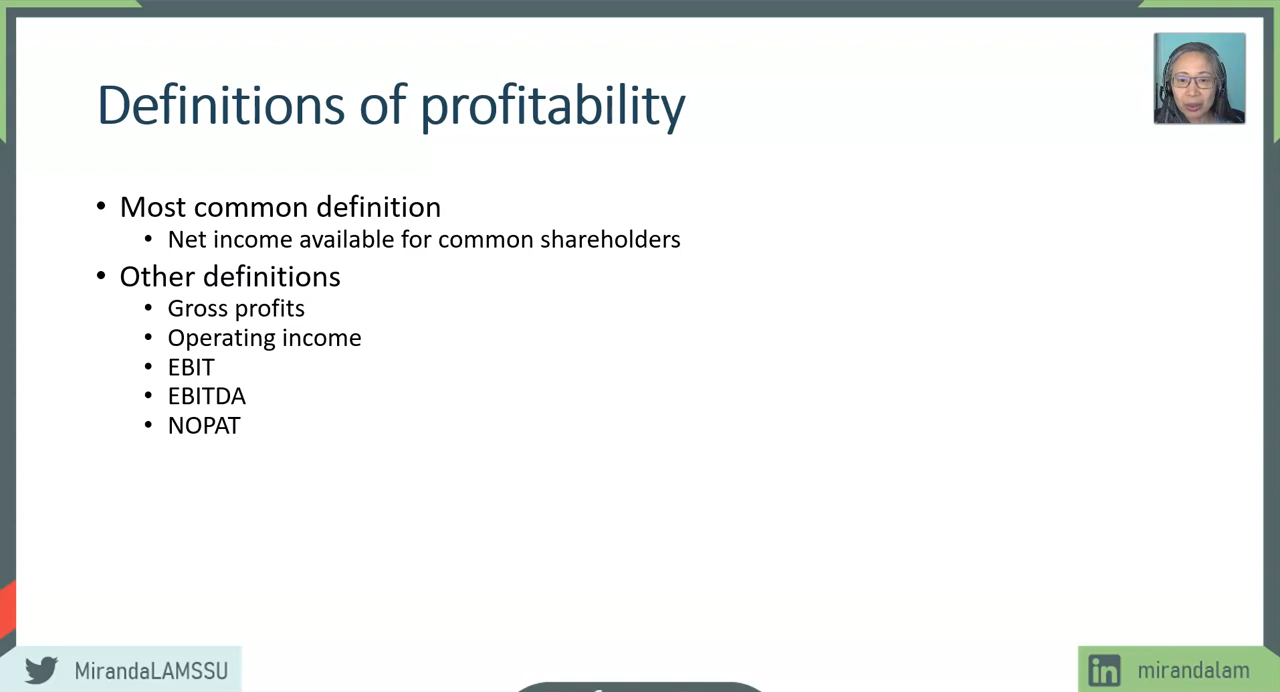 Definitions of profitability
• Most common definition
• Net income available for common shareholders
• Other definitions
• Gross profits
• Operating income
• EBIT
• EBITDA
• NOPAT
MirandaLAMSSU
in mirandalam